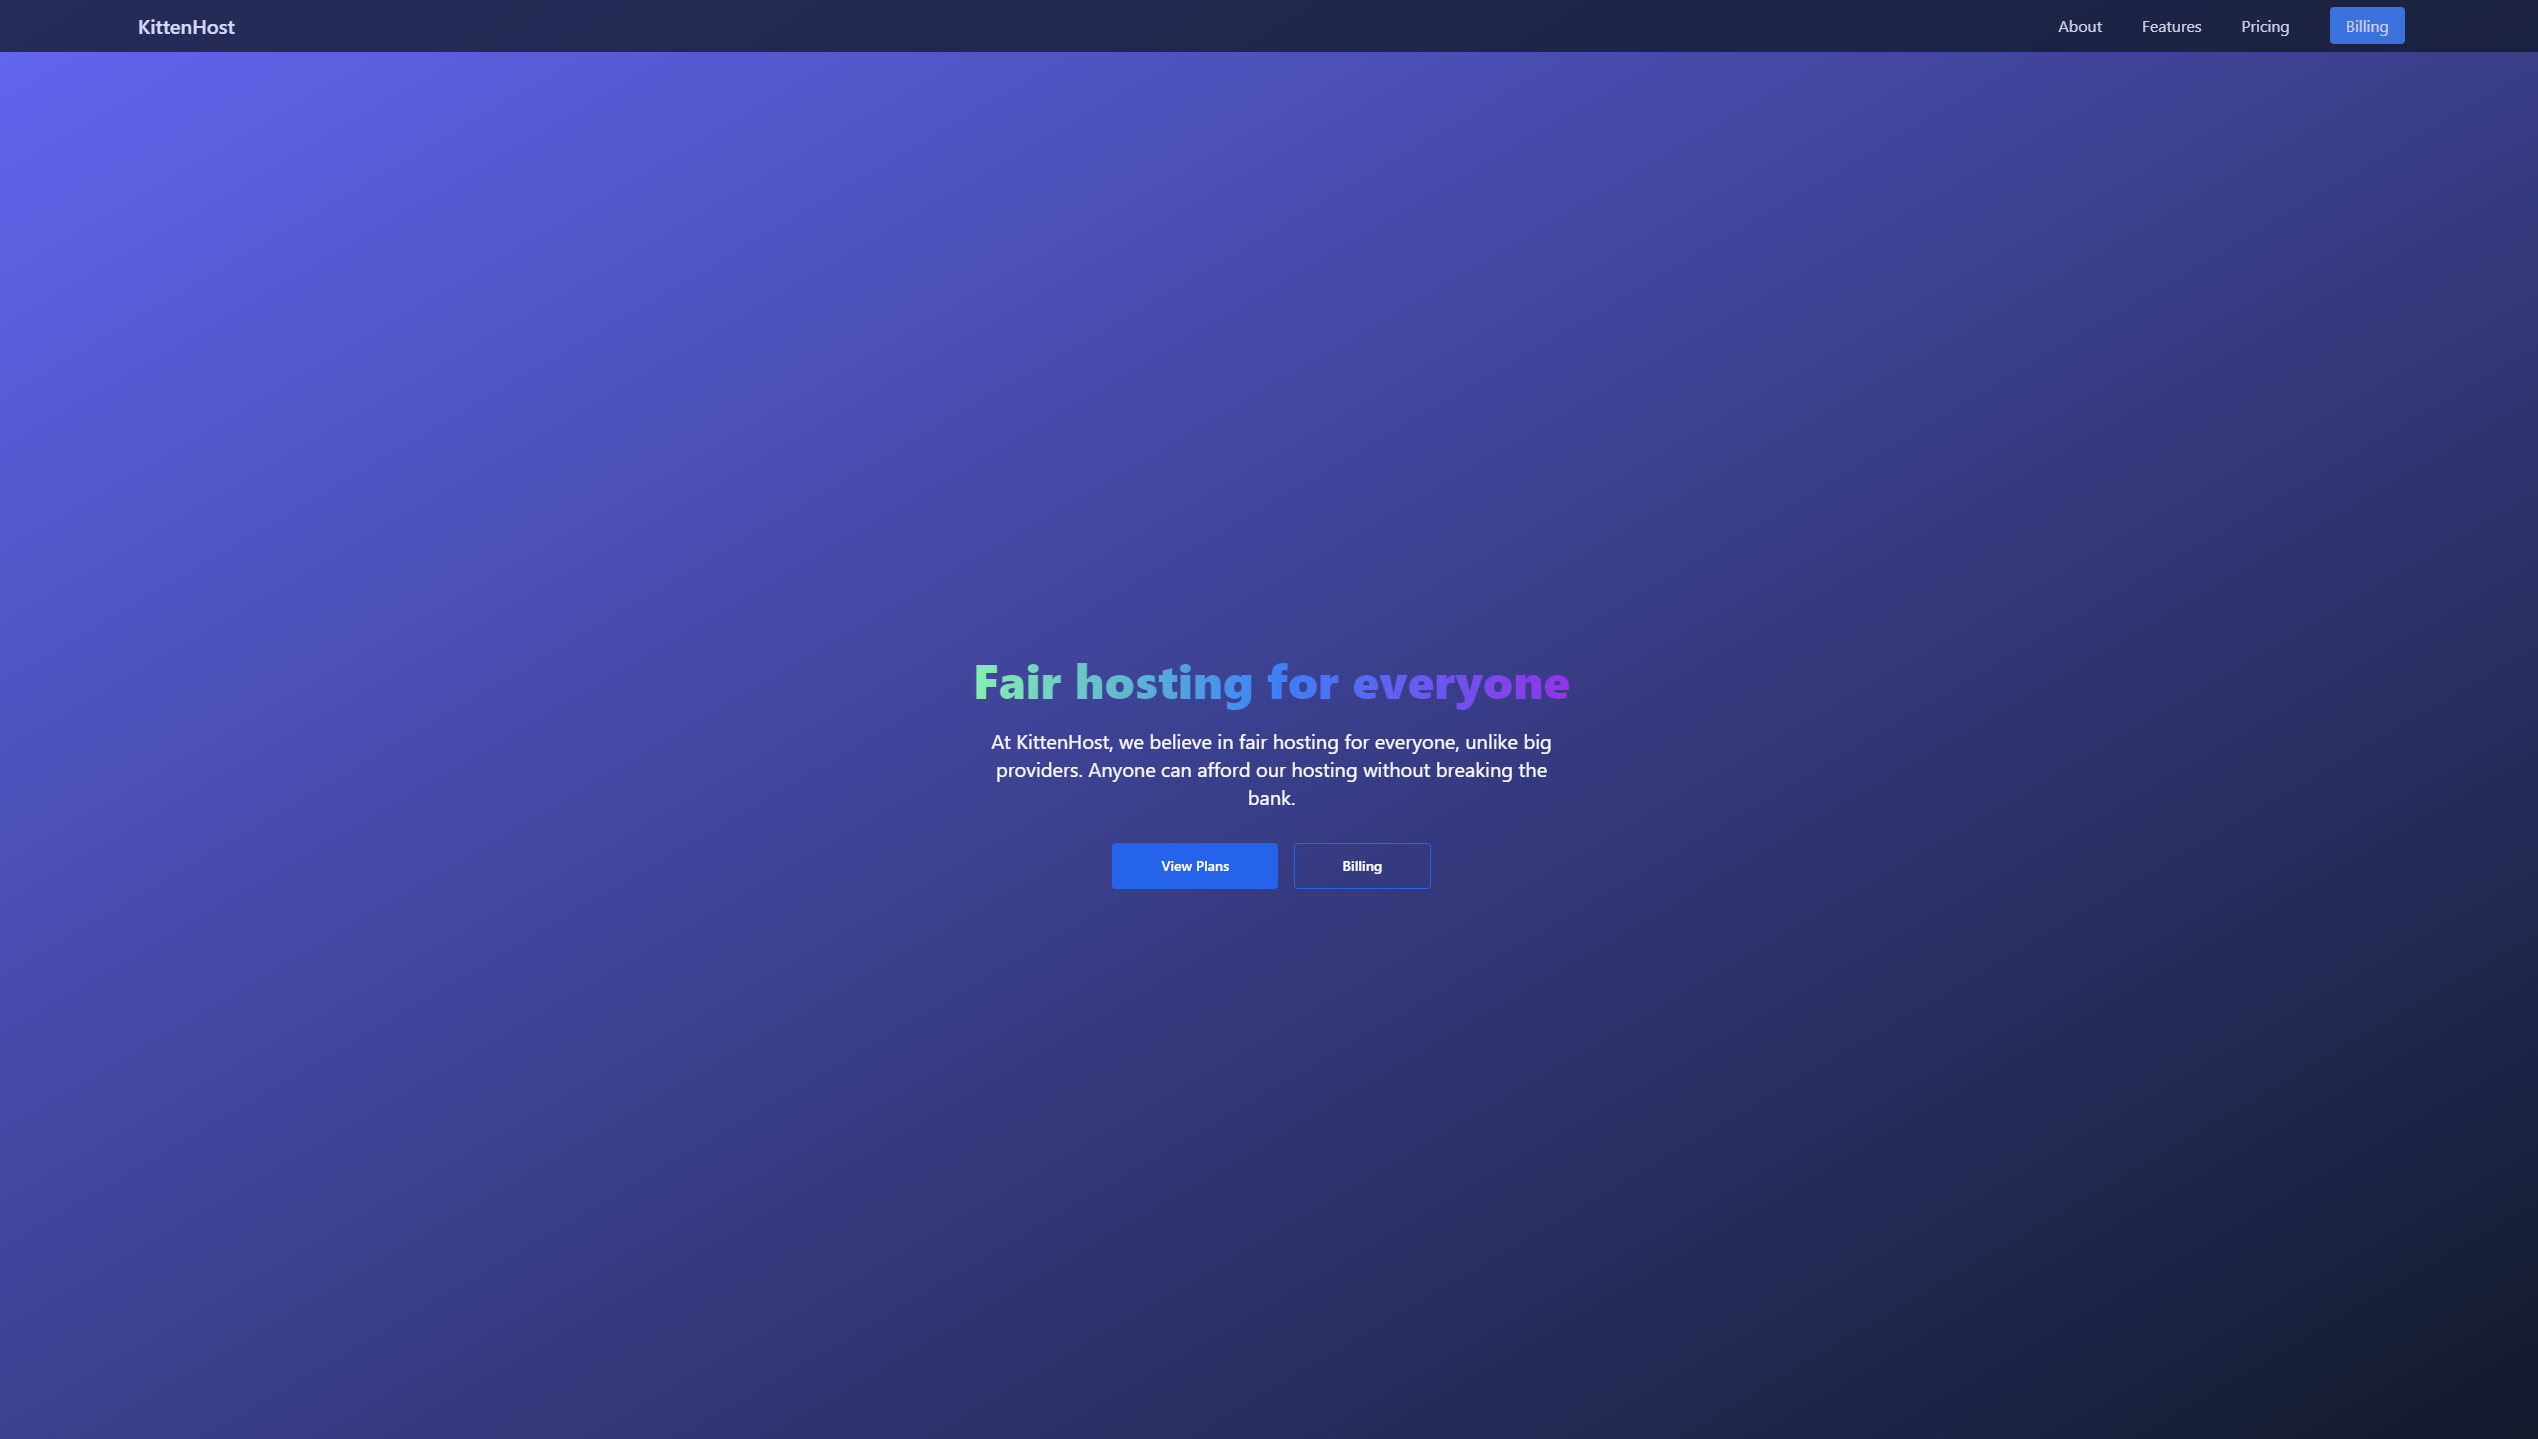 KittenHost
About
Features
Pricing
Billing
Fair hosting for everyone
At KittenHost, we believe in fair hosting for everyone, unlike big
providers. Anyone can afford our hosting without breaking the
bank.
View Plans
Billing